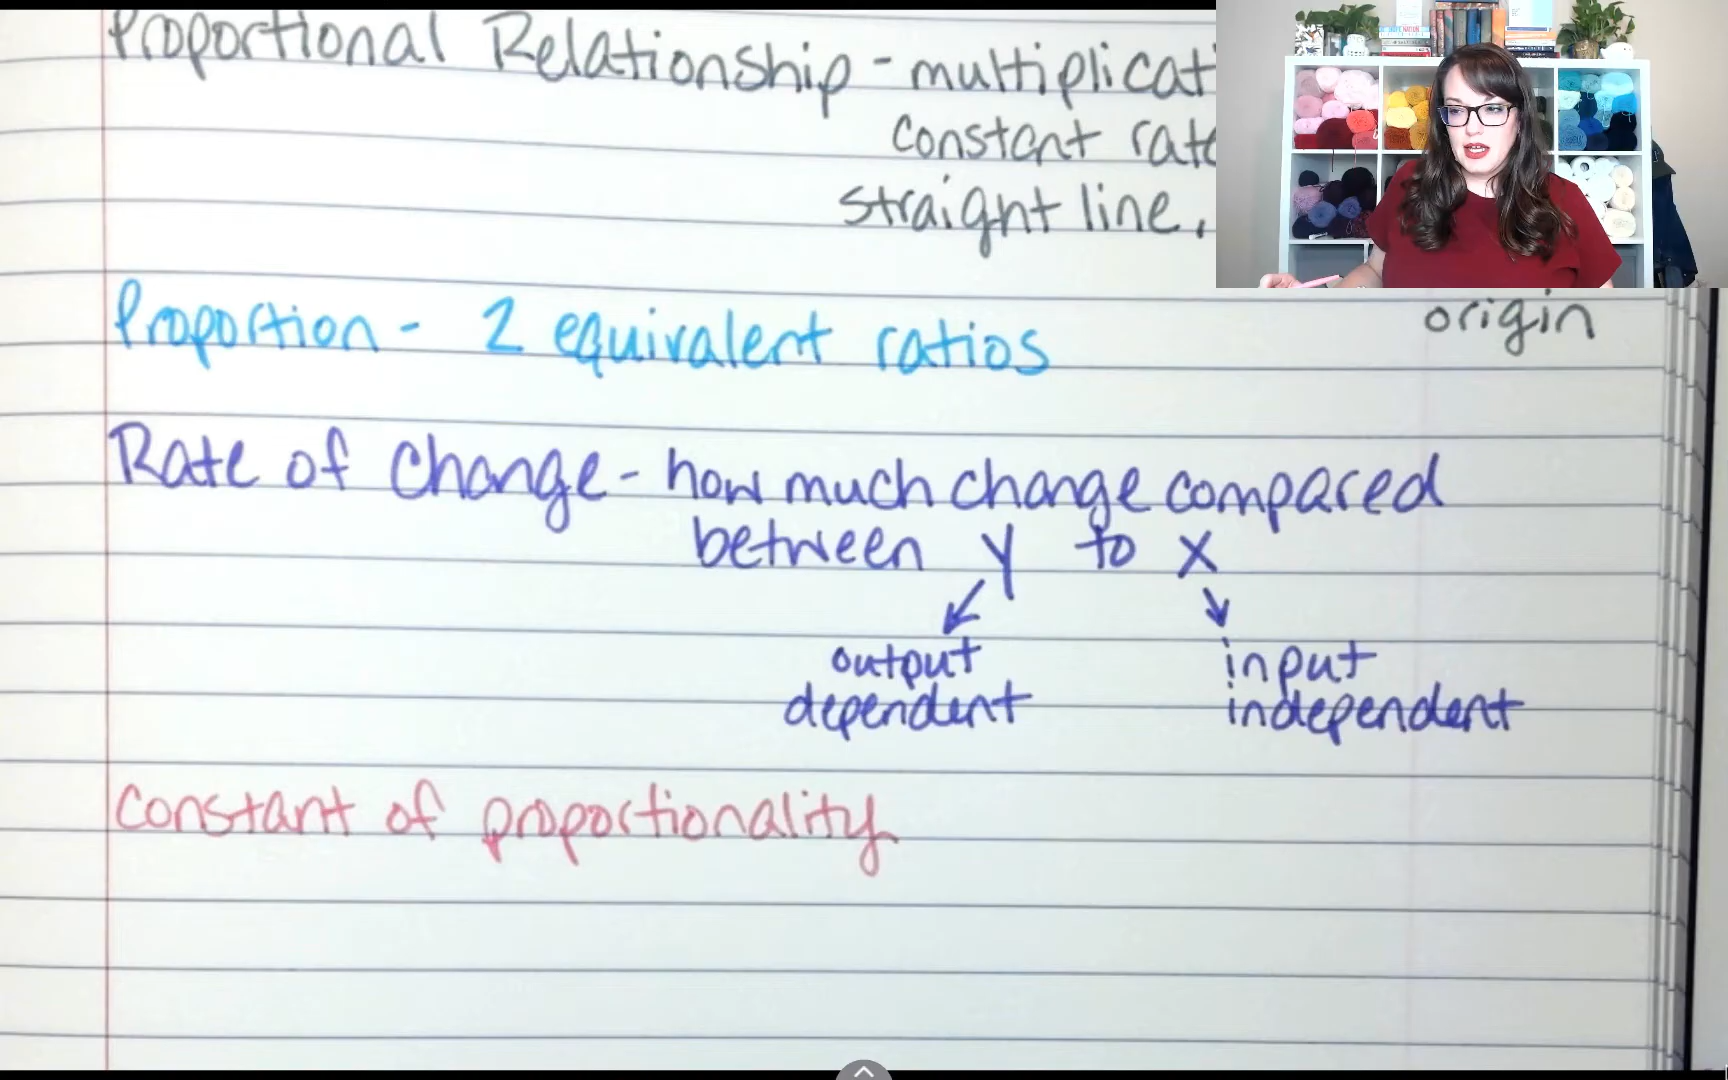 Proportional Relationship - multiplicati
constant rate
straight line,
origin
Proportion - 2 equivalent ratios
Rate of Change - how much change compared
between y to x
output input
dependent independent
Constant of proportionality